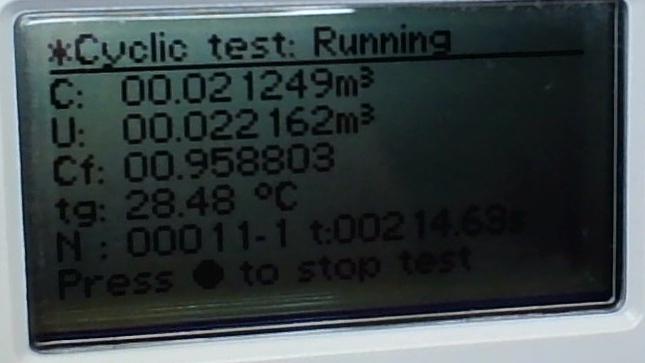 *Cyclic test: Running
C: 00.021249m³
U: 00.022162m³
Cf: 00.958803
tg: 28.48 °C
N : 00011-1 t:00214.68s
Press ● to stop test